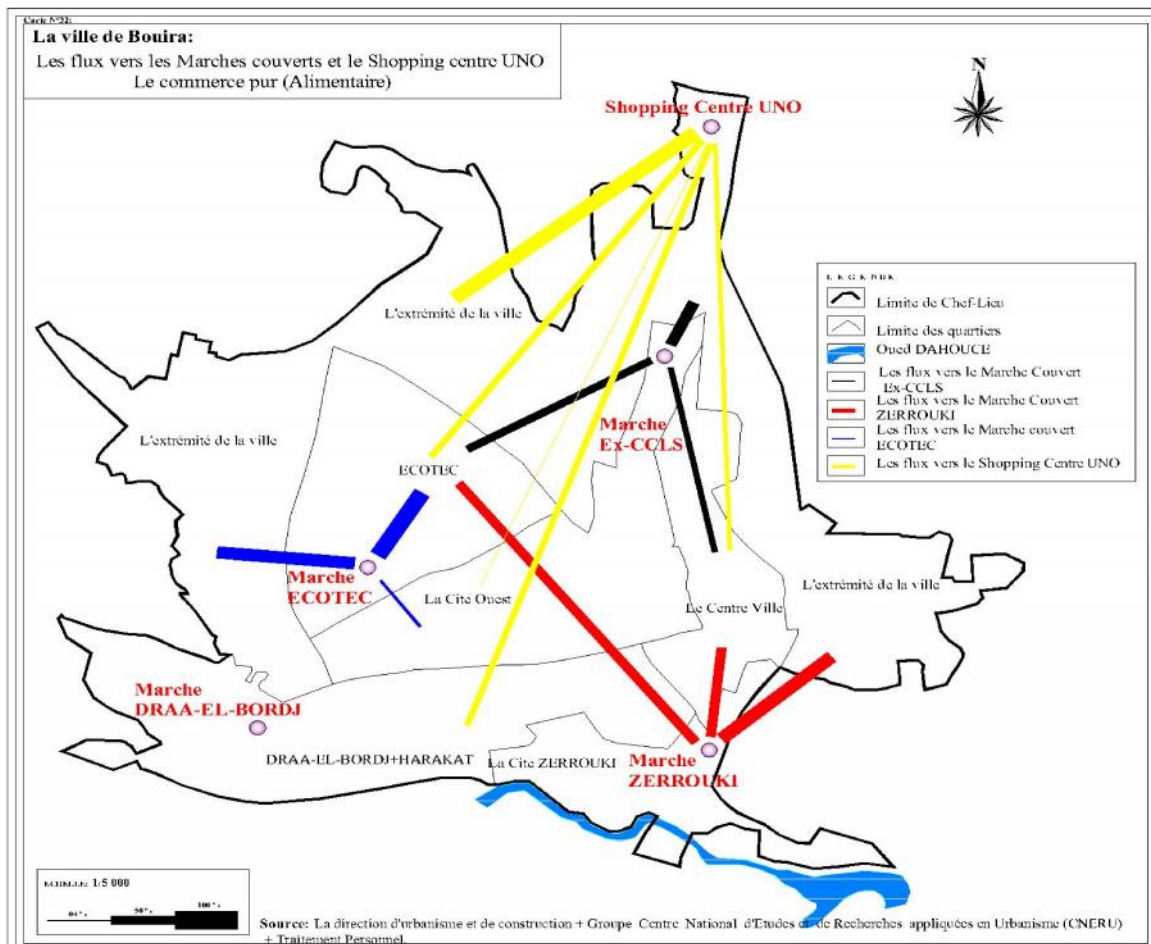 Carte N°32:
La ville de Bouira:
Les flux vers les Marches couverts et le Shopping centre UNO
Le commerce pur (Alimentaire)
N
Shopping Centre UNO
L'extrémité de la ville
L E G E N D E
Limite de Chef-Lieu
Limite des quartiers
Oued DAHOUCE
Les flux vers le Marche Couvert
Ex-CCLS
Les flux vers le Marche Couvert
ZERROUKI
Les flux vers le Marche couvert
ECOTEC
Les flux vers le Shopping Centre UNO
Marche
Ex-CCLS
L'extrémité de la ville
ECOTEC
Marche
ECOTEC
La Cite Ouest
Le Centre Ville
L'extrémité de la ville
Marche
DRAA-EL-BORDJ
DRAA-EL-BORDJ+HARAKAT
La Cite ZERROUKI
Marche
ZERROUKI
ECHELLE: 1/5 000
50%
100%
Source: La direction d'urbanisme et de construction + Groupe Centre National d'Etudes et de Recherches appliquées en Urbanisme (CNERU)
+ Traitement Personnel.